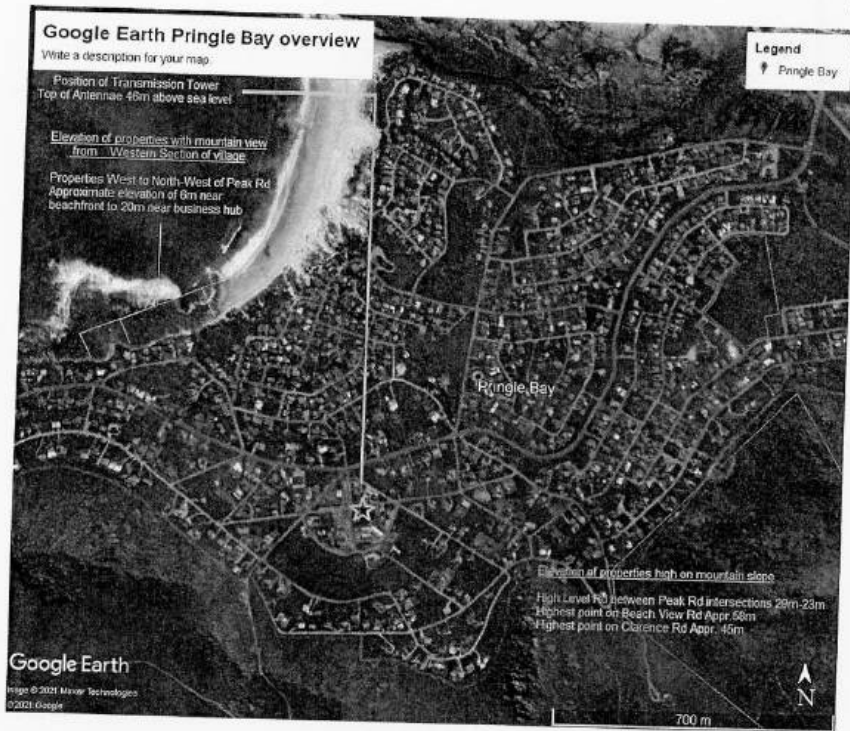 Google Earth Pringle Bay overview
Write a description for your map.
Legend
Pringle Bay
Position of Transmission Tower
Top of Antennae 46m above sea level
Elevation of properties with mountain view
from Western Section of village
Properties West to North-West of Peak Rd
Approximate elevation of 6m near
beachfront to 20m near business hub
Pringle Bay
Elevation of properties high on mountain slope
High Level Rd between Peak Rd intersections 29m-23m
Highest point on Beach View Rd Appr.58m
Highest point on Clarence Rd Appr. 45m
Google Earth
Image © 2021 Maxar Technologies
©2021 Google
N
700 m